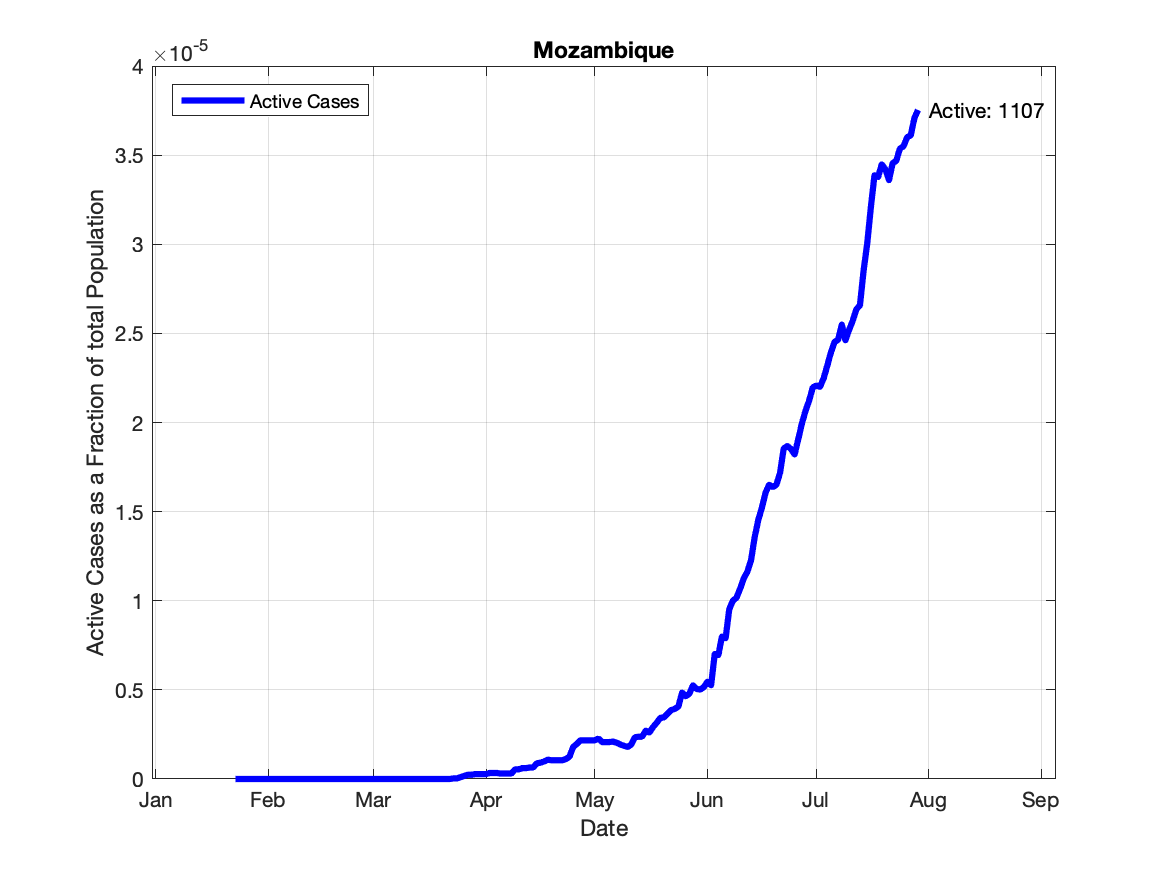 Mozambique
×10-5
Active Cases
Active: 1107
4
3.5
3
2.5
2
1.5
1
0.5
0
Active Cases as a Fraction of total Population
Jan Feb Mar Apr May Jun Jul Aug Sep
Date